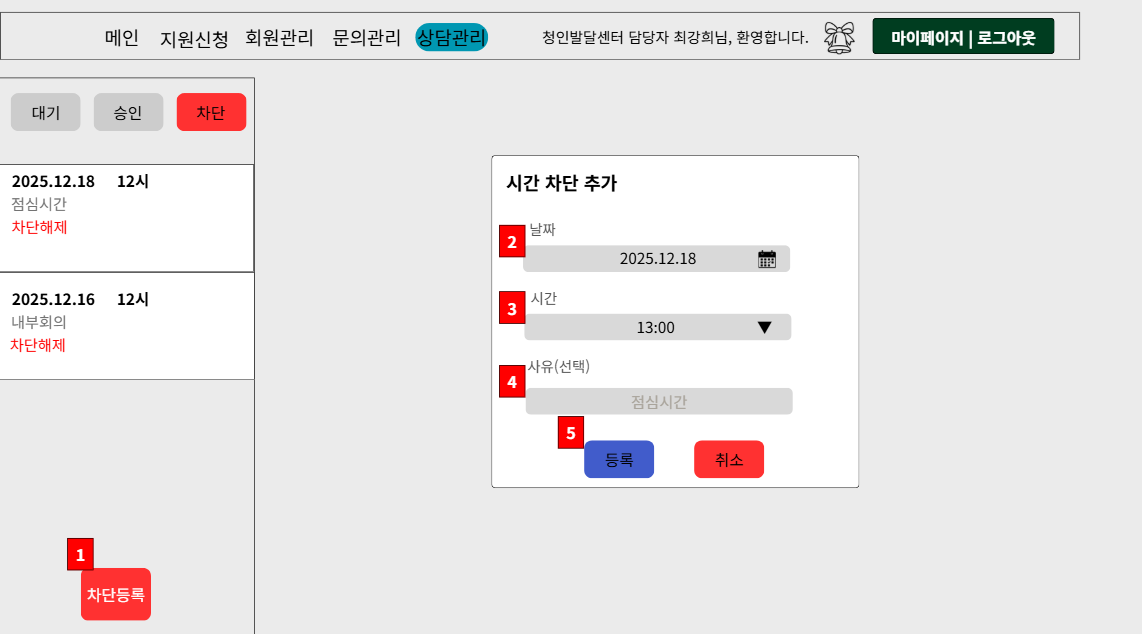 메인 지원신청 회원관리 문의관리 상담관리 청인발달센터 담당자 최강희님, 환영합니다. 마이페이지 | 로그아웃
대기 승인 차단
2025.12.18 12시
점심시간
차단해제
2025.12.16 12시
내부회의
차단해제
1
차단등록
시간 차단 추가
날짜
2
2025.12.18
시간
3
13:00
사유(선택)
4
점심시간
5
등록 취소